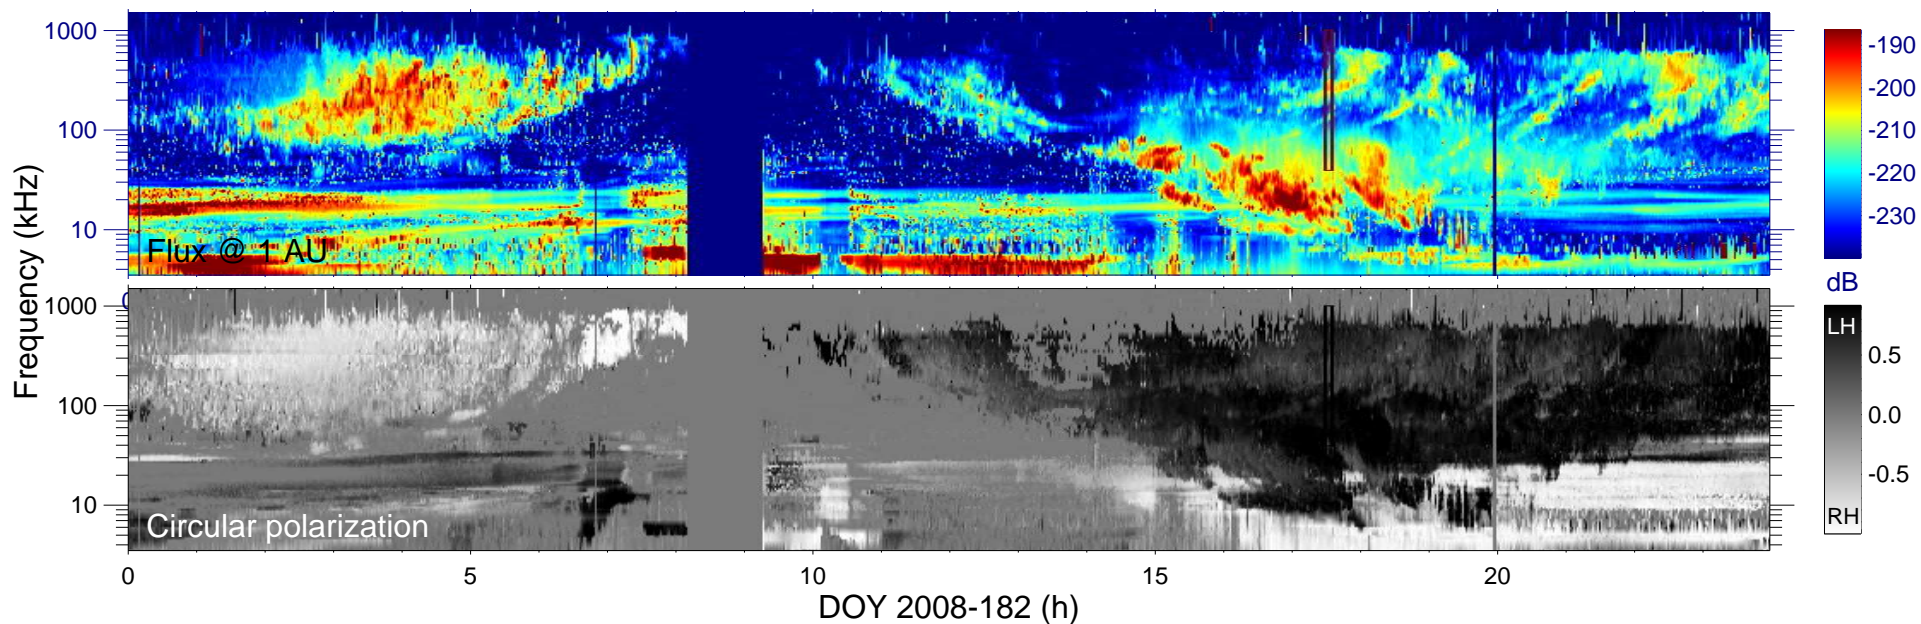 1000
100
10
Flux @ 1 AU
-190
-200
-210
-220
-230
dB
Frequency (kHz)
1000
100
10
Circular polarization
LH
0.5
0.0
-0.5
RH
0 5 10 15 20
DOY 2008-182 (h)